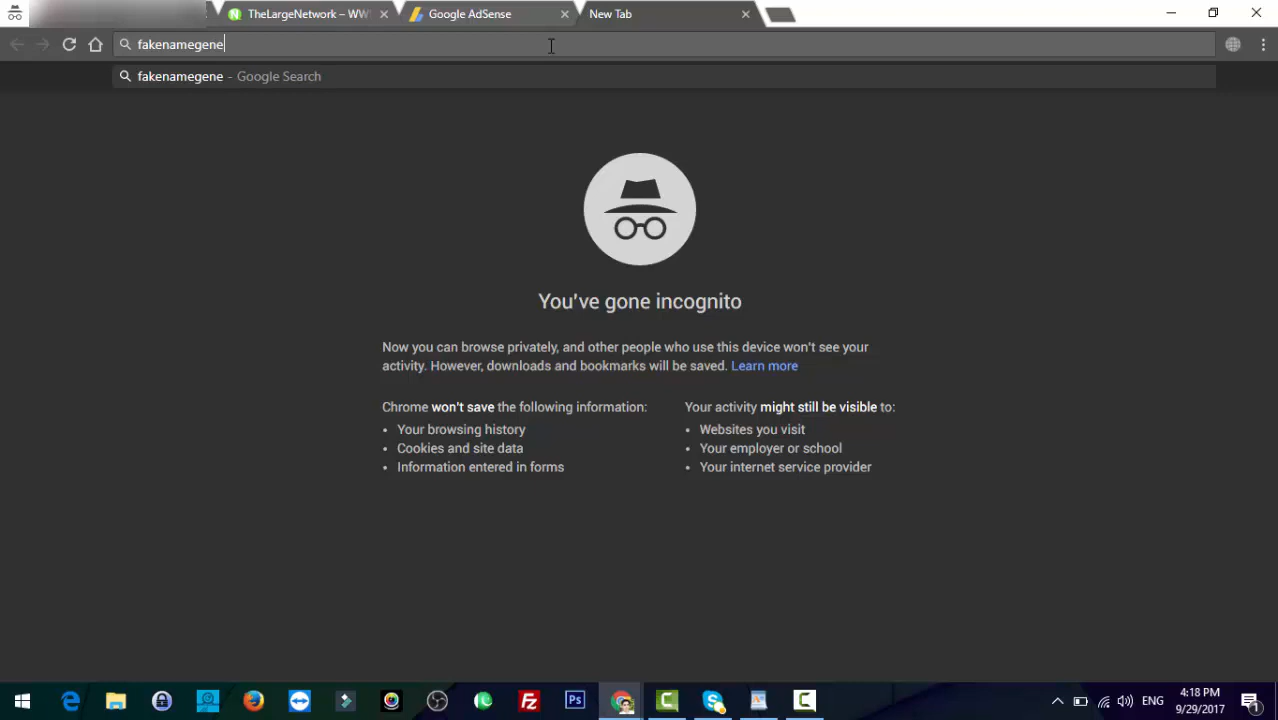 TheLargeNetwork – WW
Google AdSense
New Tab
fakenamegene
fakenamegene - Google Search
You've gone incognito
Now you can browse privately, and other people who use this device won't see your
activity. However, downloads and bookmarks will be saved. Learn more
Chrome won't save the following information:
• Your browsing history
• Cookies and site data
• Information entered in forms
Your activity might still be visible to:
• Websites you visit
• Your employer or school
• Your internet service provider
ENG
4:18 PM
9/29/2017